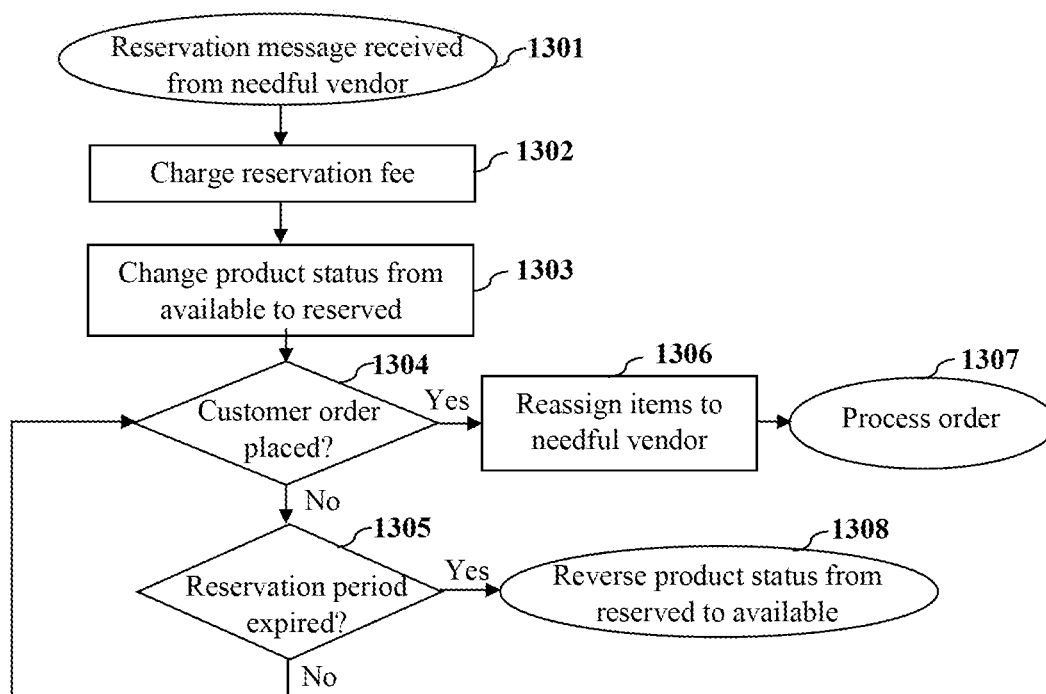 Reservation message received
from needful vendor
1301
Charge reservation fee
1302
Change product status from
available to reserved
1303
Customer order
placed?
1304
Yes
Reassign items to
needful vendor
1306
Process order
1307
No
Reservation period
expired?
1305
Yes
Reverse product status from
reserved to available
1308
No